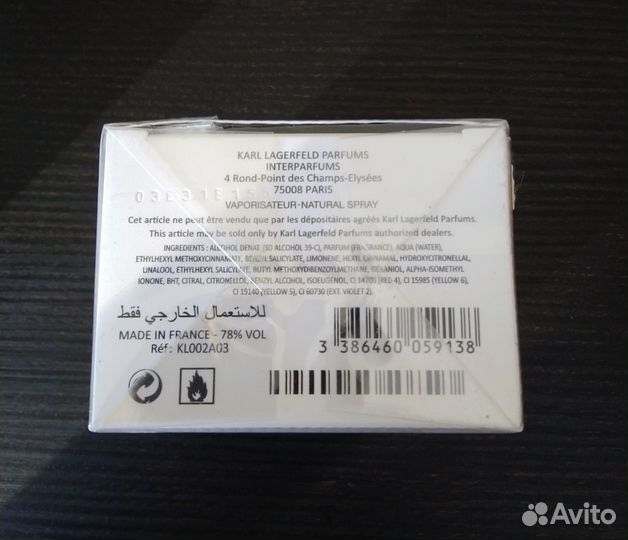 KARL LAGERFELD PARFUMS
INTERPARFUMS
4 Rond-Point des Champs-Elysées
75008 PARIS
VAPORISATEUR-NATURAL SPRAY
Cet article ne peut être vendu que par les dépositaires agréés Karl Lagerfeld Parfums.
This article may be sold only by Karl Lagerfeld Parfums authorized dealers.
INGREDIENTS : ALCOHOL DENAT. (SD ALCOHOL 39-C), PARFUM (FRAGRANCE), AQUA (WATER),
ETHYLHEXYL METHOXYCINNAMATE, BENZYL SALICYLATE, LIMONENE, HEXYL CINNAMAL, HYDROXYCITRONELLAL,
LINALOOL, ETHYLHEXYL SALICYLATE, BUTYL METHOXYDIBENZOYLMETHANE, GERANIOL, ALPHA-ISOMETHYL
IONONE, BHT, CITRAL, CITRONELLOL, BENZYL ALCOHOL, ISOEUGENOL, CI 14700 (RED 4), CI 15985 (YELLOW 6),
CI 19140 (YELLOW 5), CI 60730 (EXT. VIOLET 2).
للاستعمال الخارجي فقط
MADE IN FRANCE - 78% VOL
Réf : KL002A03
3 386460 059138
Avito